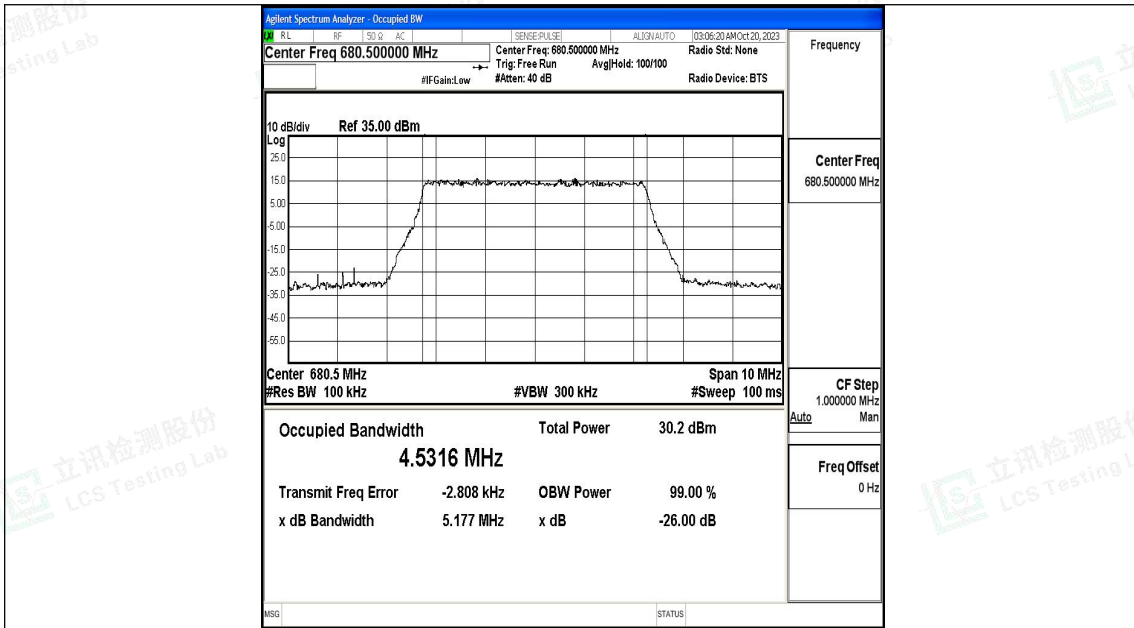 Agilent Spectrum Analyzer - Occupied BW
RL RF 50 Ω AC SENSE:PULSE ALIGN AUTO 03:06:20 AM Oct 20, 2023
Center Freq 680.500000 MHz
Center Freq: 680.500000 MHz
Radio Std: None
Trig: Free Run Avg|Hold: 100/100
#IFGain:Low
#Atten: 40 dB
Radio Device: BTS
Frequency
10 dB/div Ref 35.00 dBm
Log
25.0
15.0
5.00
-5.00
-15.0
-25.0
-35.0
-45.0
-55.0
Center Freq
680.500000 MHz
Center 680.5 MHz Span 10 MHz
#Res BW 100 kHz #VBW 300 kHz #Sweep 100 ms
CF Step
1.000000 MHz
Auto Man
Occupied Bandwidth Total Power 30.2 dBm
4.5316 MHz
Freq Offset
0 Hz
Transmit Freq Error -2.808 kHz OBW Power 99.00 %
x dB Bandwidth 5.177 MHz x dB -26.00 dB
MSG STATUS
立讯检测股份
LCS Testing Lab
立讯检测股份
LCS Testing L